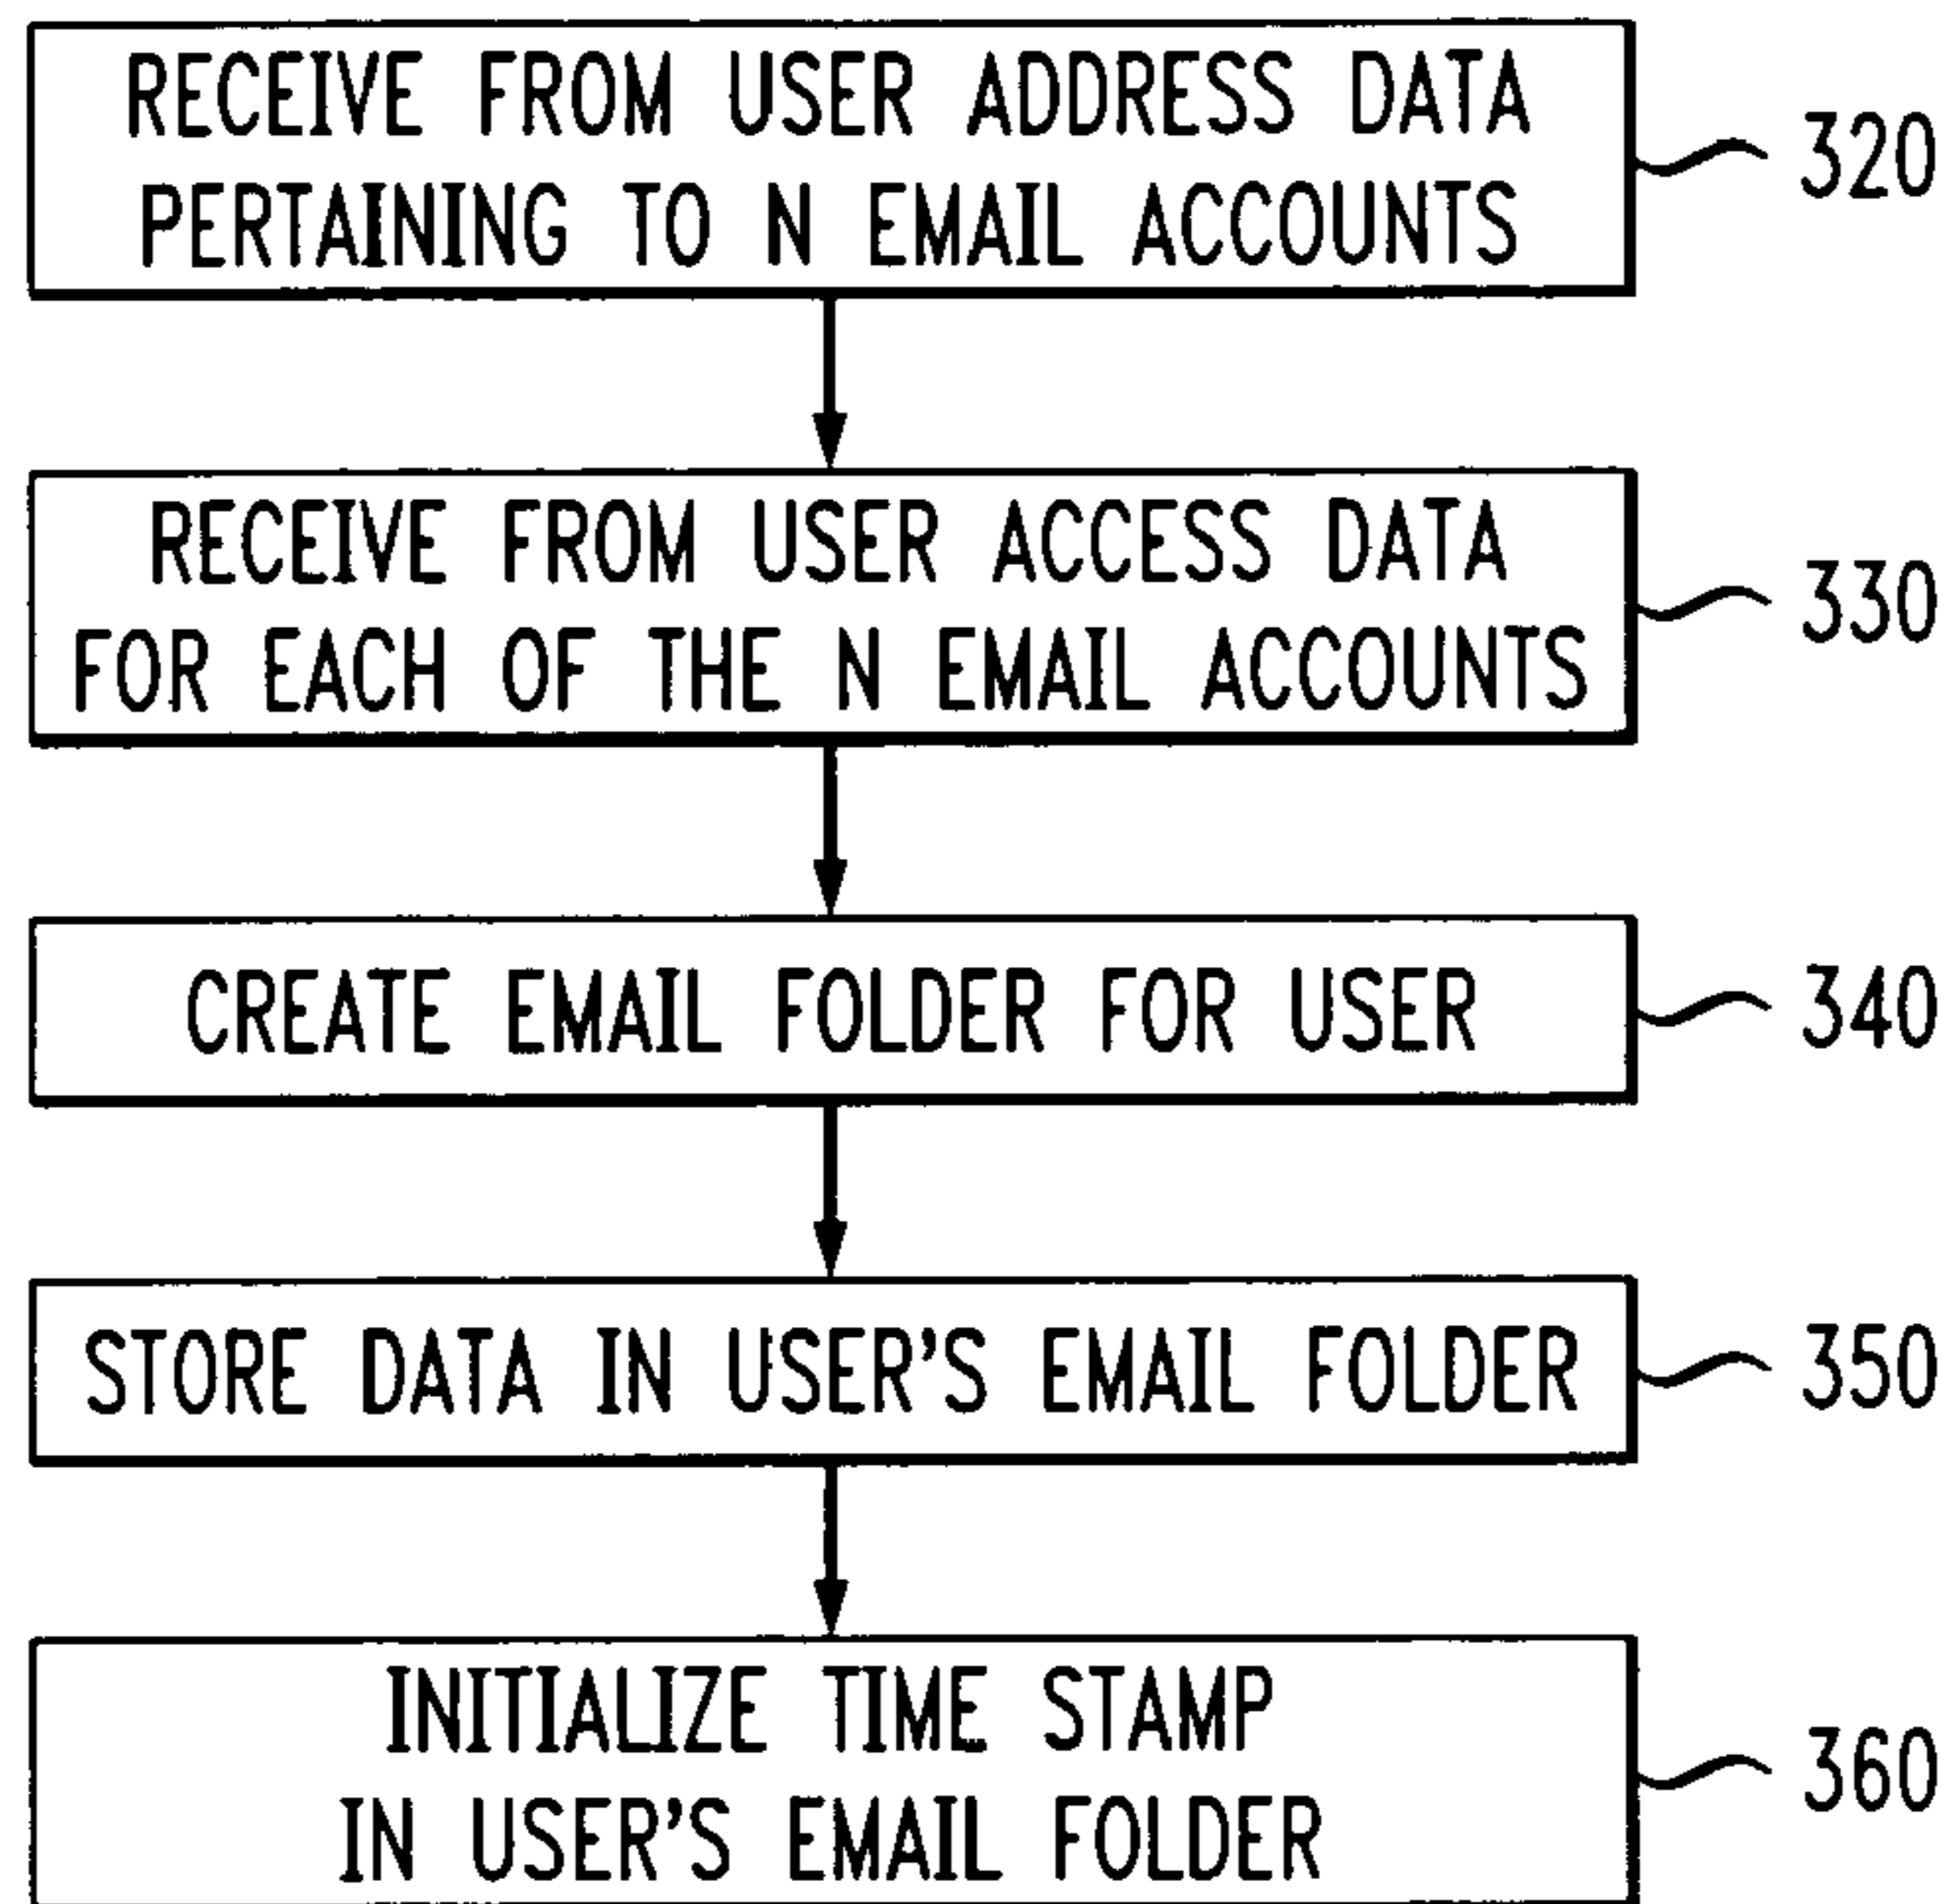 RECEIVE FROM USER ADDRESS DATA
PERTAINING TO N EMAIL ACCOUNTS
320
RECEIVE FROM USER ACCESS DATA
FOR EACH OF THE N EMAIL ACCOUNTS
330
CREATE EMAIL FOLDER FOR USER
340
STORE DATA IN USER'S EMAIL FOLDER
350
INITIALIZE TIME STAMP
IN USER'S EMAIL FOLDER
360